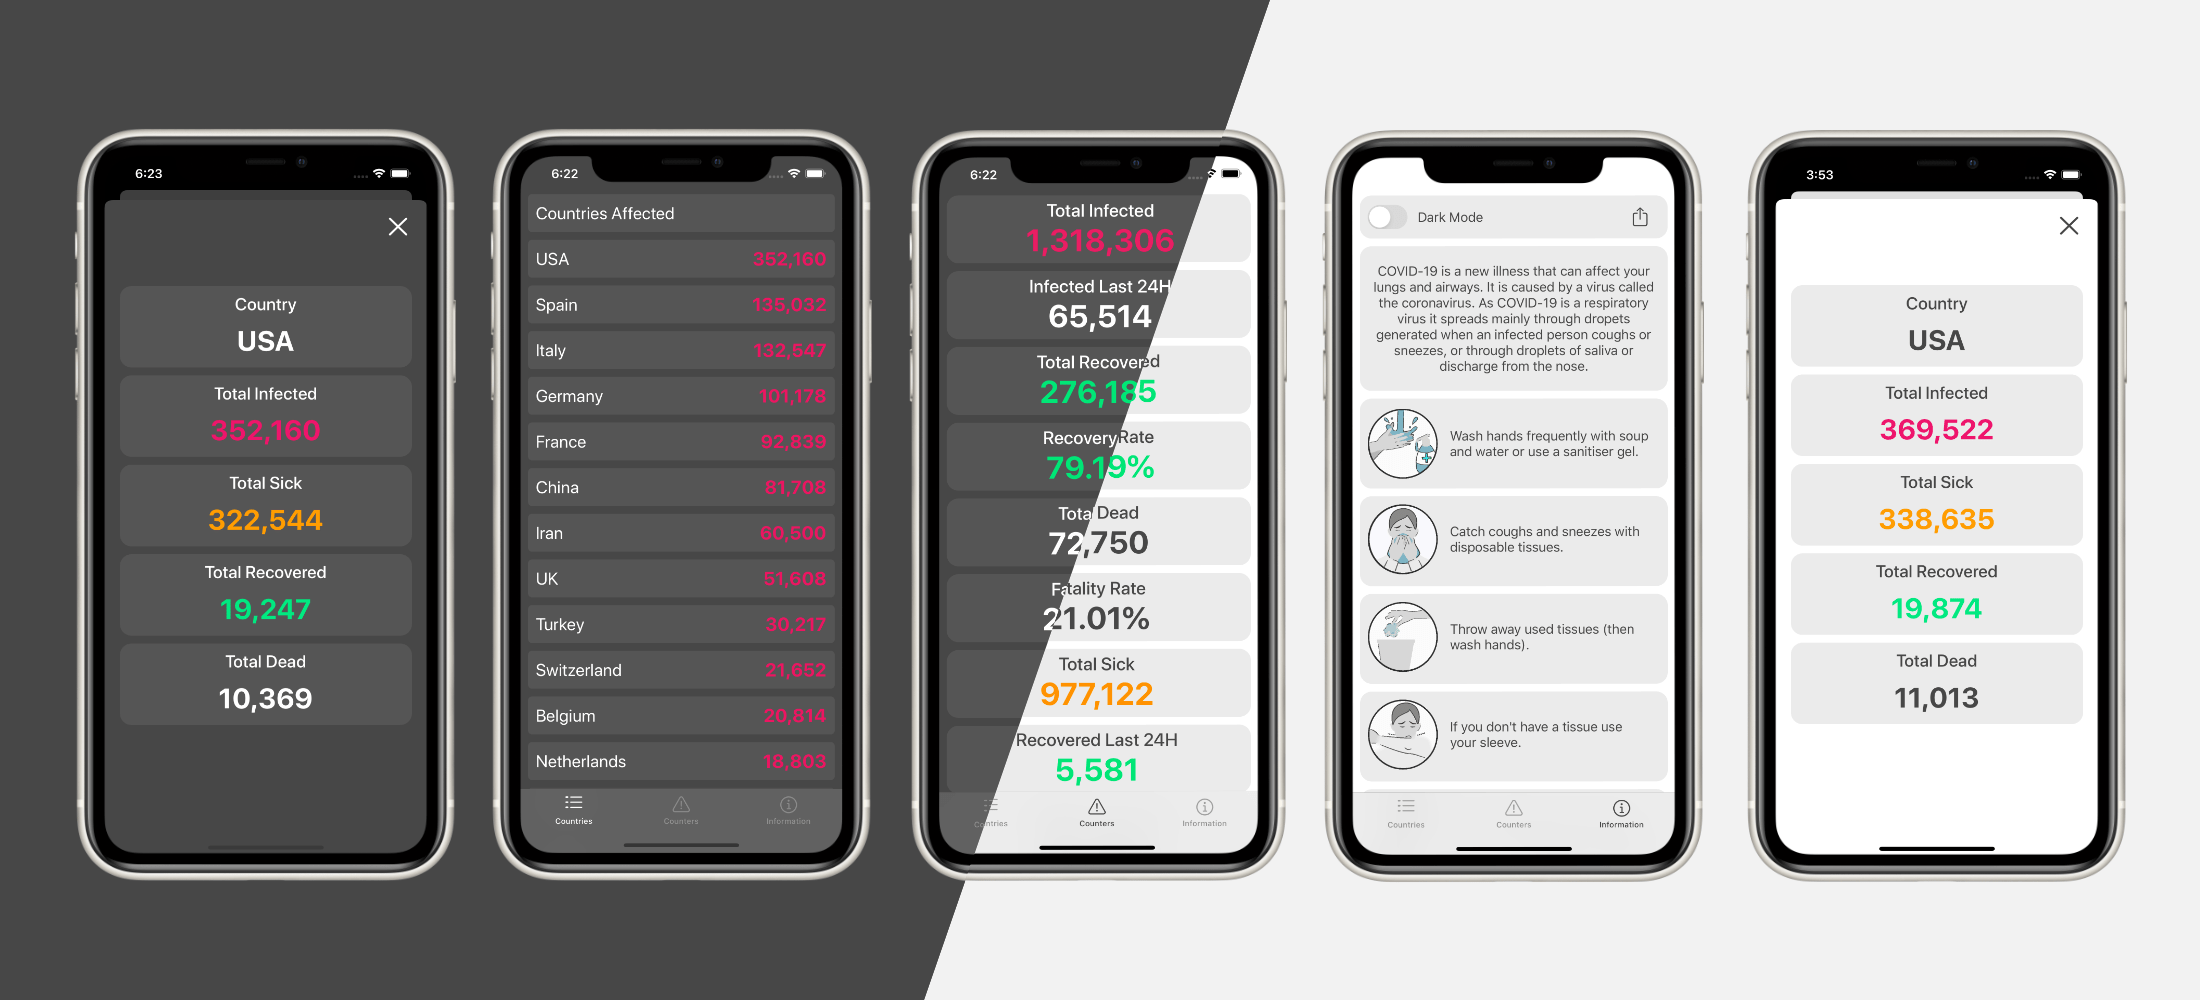 6:23
Country
USA
Total Infected
352,160
Total Sick
322,544
Total Recovered
19,247
Total Dead
10,369
6:22
Countries Affected
USA 352,160
Spain 135,032
Italy 132,547
Germany 101,178
France 92,839
China 81,708
Iran 60,500
UK 51,608
Turkey 30,217
Switzerland 21,652
Belgium 20,814
Netherlands 18,803
Countries Counters Information
6:22
Total Infected
1,318,306
Infected Last 24H
65,514
Total Recovered
276,185
Recovery Rate
79.19%
Total Dead
72,750
Fatality Rate
21.01%
Total Sick
977,122
Recovered Last 24H
5,581
Countries Counters Information
Dark Mode
COVID-19 is a new illness that can affect your
lungs and airways. It is caused by a virus called
the coronavirus. As COVID-19 is a respiratory
virus it spreads mainly through dropets
generated when an infected person coughs or
sneezes, or through droplets of saliva or
discharge from the nose.
Wash hands frequently with soup
and water or use a sanitiser gel.
Catch coughs and sneezes with
disposable tissues.
Throw away used tissues (then
wash hands).
If you don't have a tissue use
your sleeve.
Countries Counters Information
3:53
Country
USA
Total Infected
369,522
Total Sick
338,635
Total Recovered
19,874
Total Dead
11,013